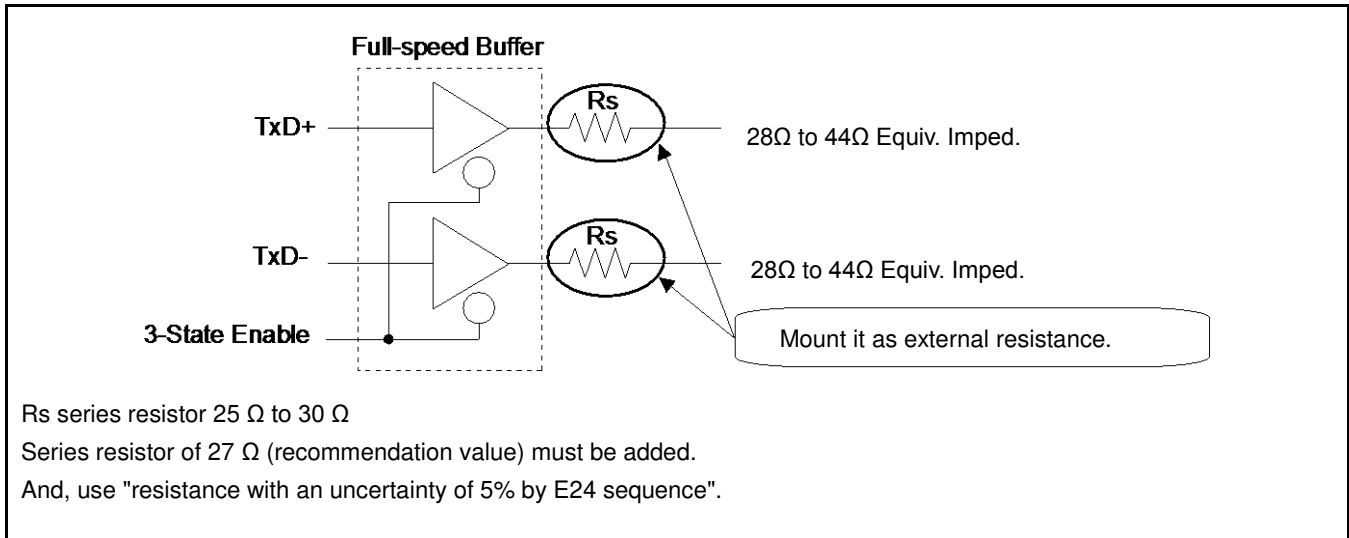 Full-speed Buffer
TxD+
Rs
28Ω to 44Ω Equiv. Imped.
TxD-
Rs
28Ω to 44Ω Equiv. Imped.
3-State Enable
Mount it as external resistance.
Rs series resistor 25 Ω to 30 Ω
Series resistor of 27 Ω (recommendation value) must be added.
And, use "resistance with an uncertainty of 5% by E24 sequence".